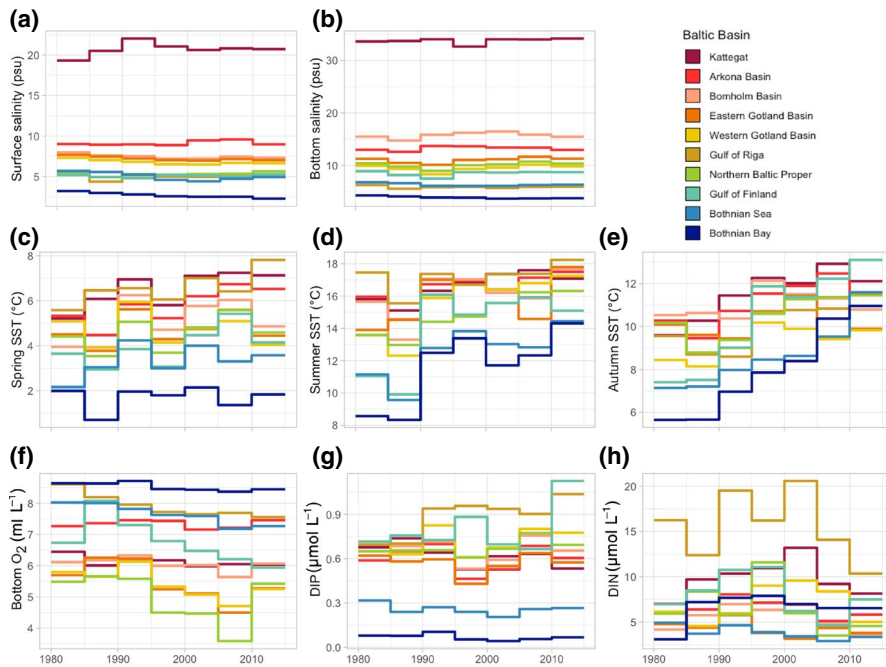 (a)
(b)
Baltic Basin
Kattegat
Arkona Basin
Bornholm Basin
Eastern Gotland Basin
Western Gotland Basin
Gulf of Riga
Northern Baltic Proper
Gulf of Finland
Bothnian Sea
Bothnian Bay
Surface salinity (psu)
20
15
10
5
Bottom salinity (psu)
30
20
10
(c)
(d)
(e)
Spring SST (°C)
8
6
4
2
Summer SST (°C)
18
16
14
12
10
8
Autumn SST (°C)
12
10
8
6
(f)
(g)
(h)
Bottom O2 (ml L−1)
8
7
6
5
4
1980 1990 2000 2010
DIP (µmol L−1)
0.9
0.6
0.3
0.0
1980 1990 2000 2010
DIN (µmol L−1)
20
15
10
5
1980 1990 2000 2010